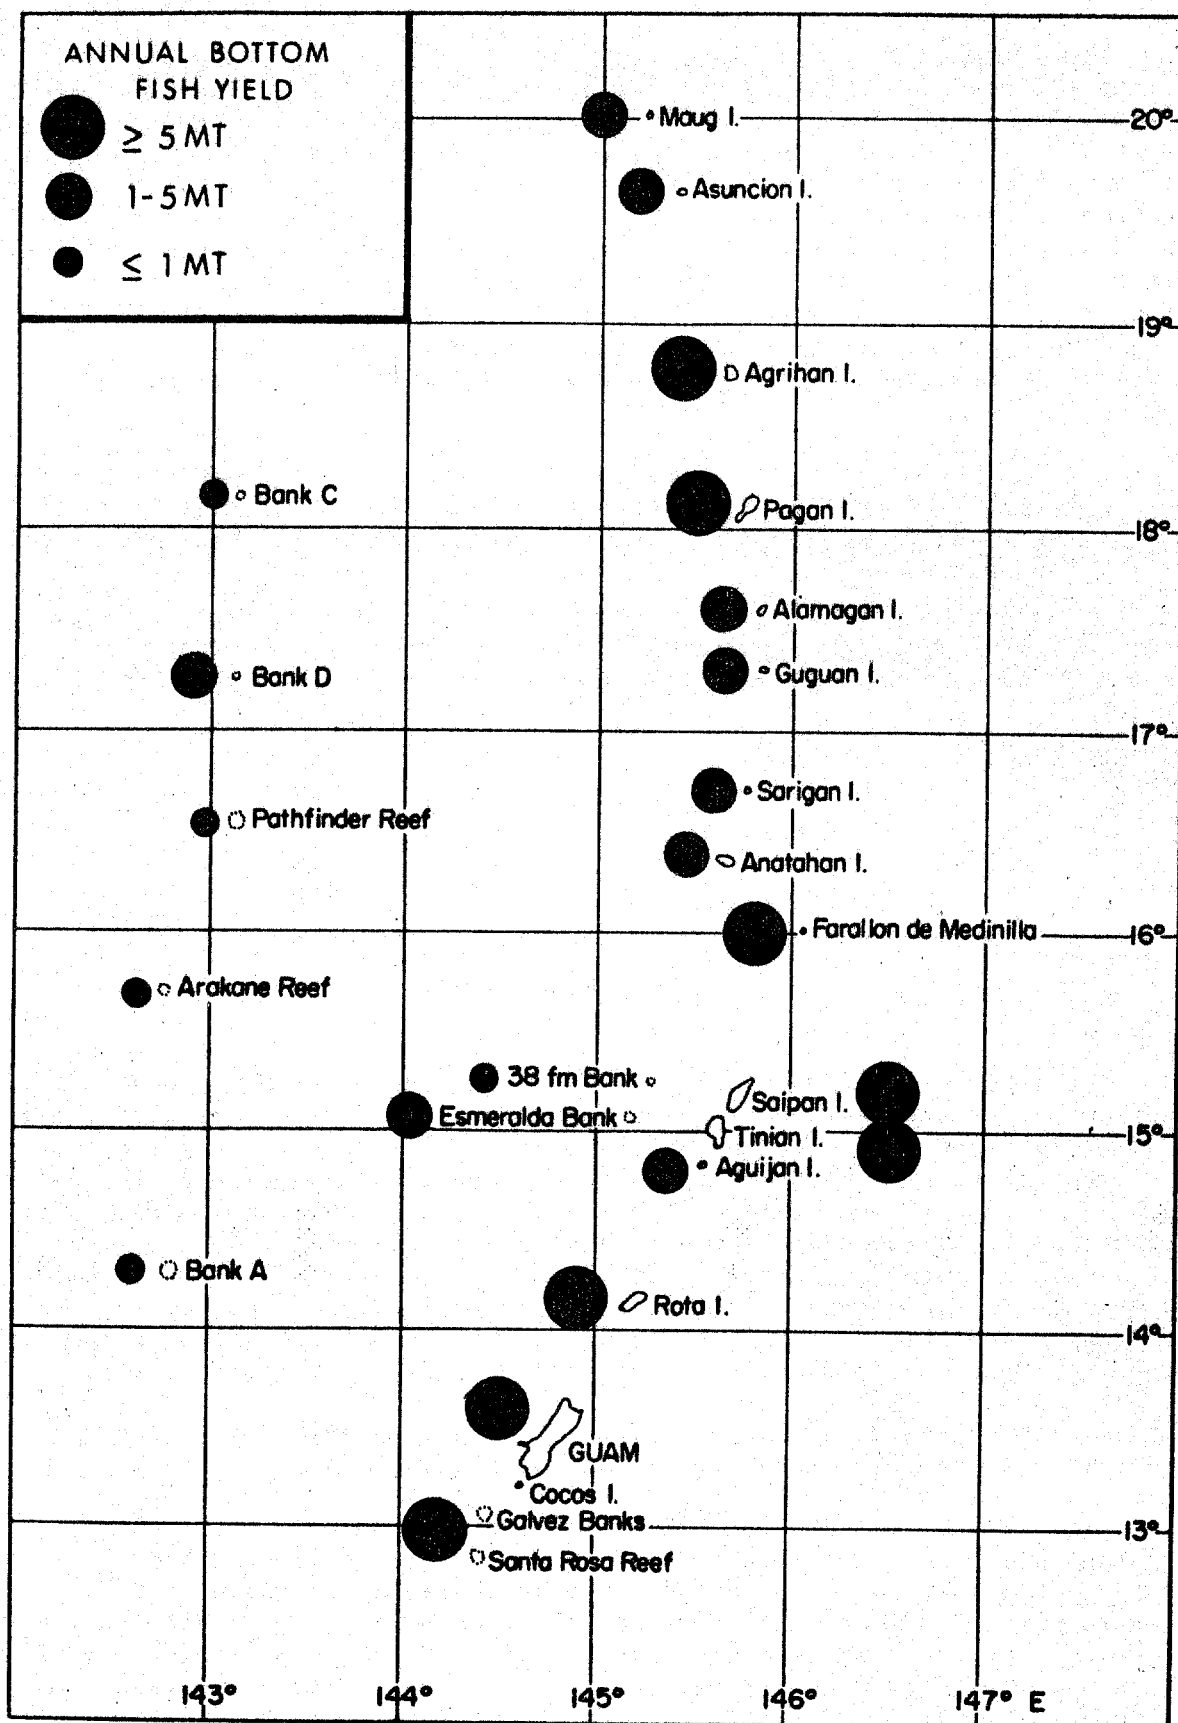 ANNUAL BOTTOM
FISH YIELD
≥ 5 MT
1-5 MT
≤ 1 MT
Maug I.
20°
Asuncion I.
19°
Agrihan I.
Bank C
Pagan I.
18°
Alamagan I.
Bank D
Guguan I.
17°
Sarigan I.
Pathfinder Reef
Anatahan I.
Farallon de Medinilla
16°
Arakane Reef
38 fm Bank
Saipan I.
Esmeralda Bank
Tinian I.
15°
Aguijan I.
Bank A
Rota I.
14°
GUAM
Cocos I.
Galvez Banks
13°
Santa Rosa Reef
143° 144° 145° 146° 147° E